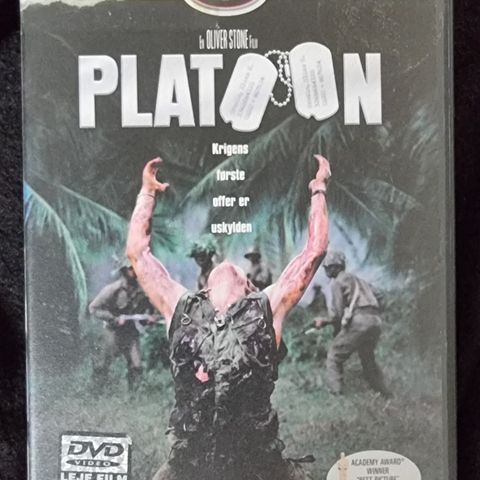 En OLIVER STONE Film
PLATOON
Krigens
første
offer er
uskylden
DVD
VIDEO
LEJE FILM
ACADEMY AWARD®
WINNER
"BEST PICTURE"